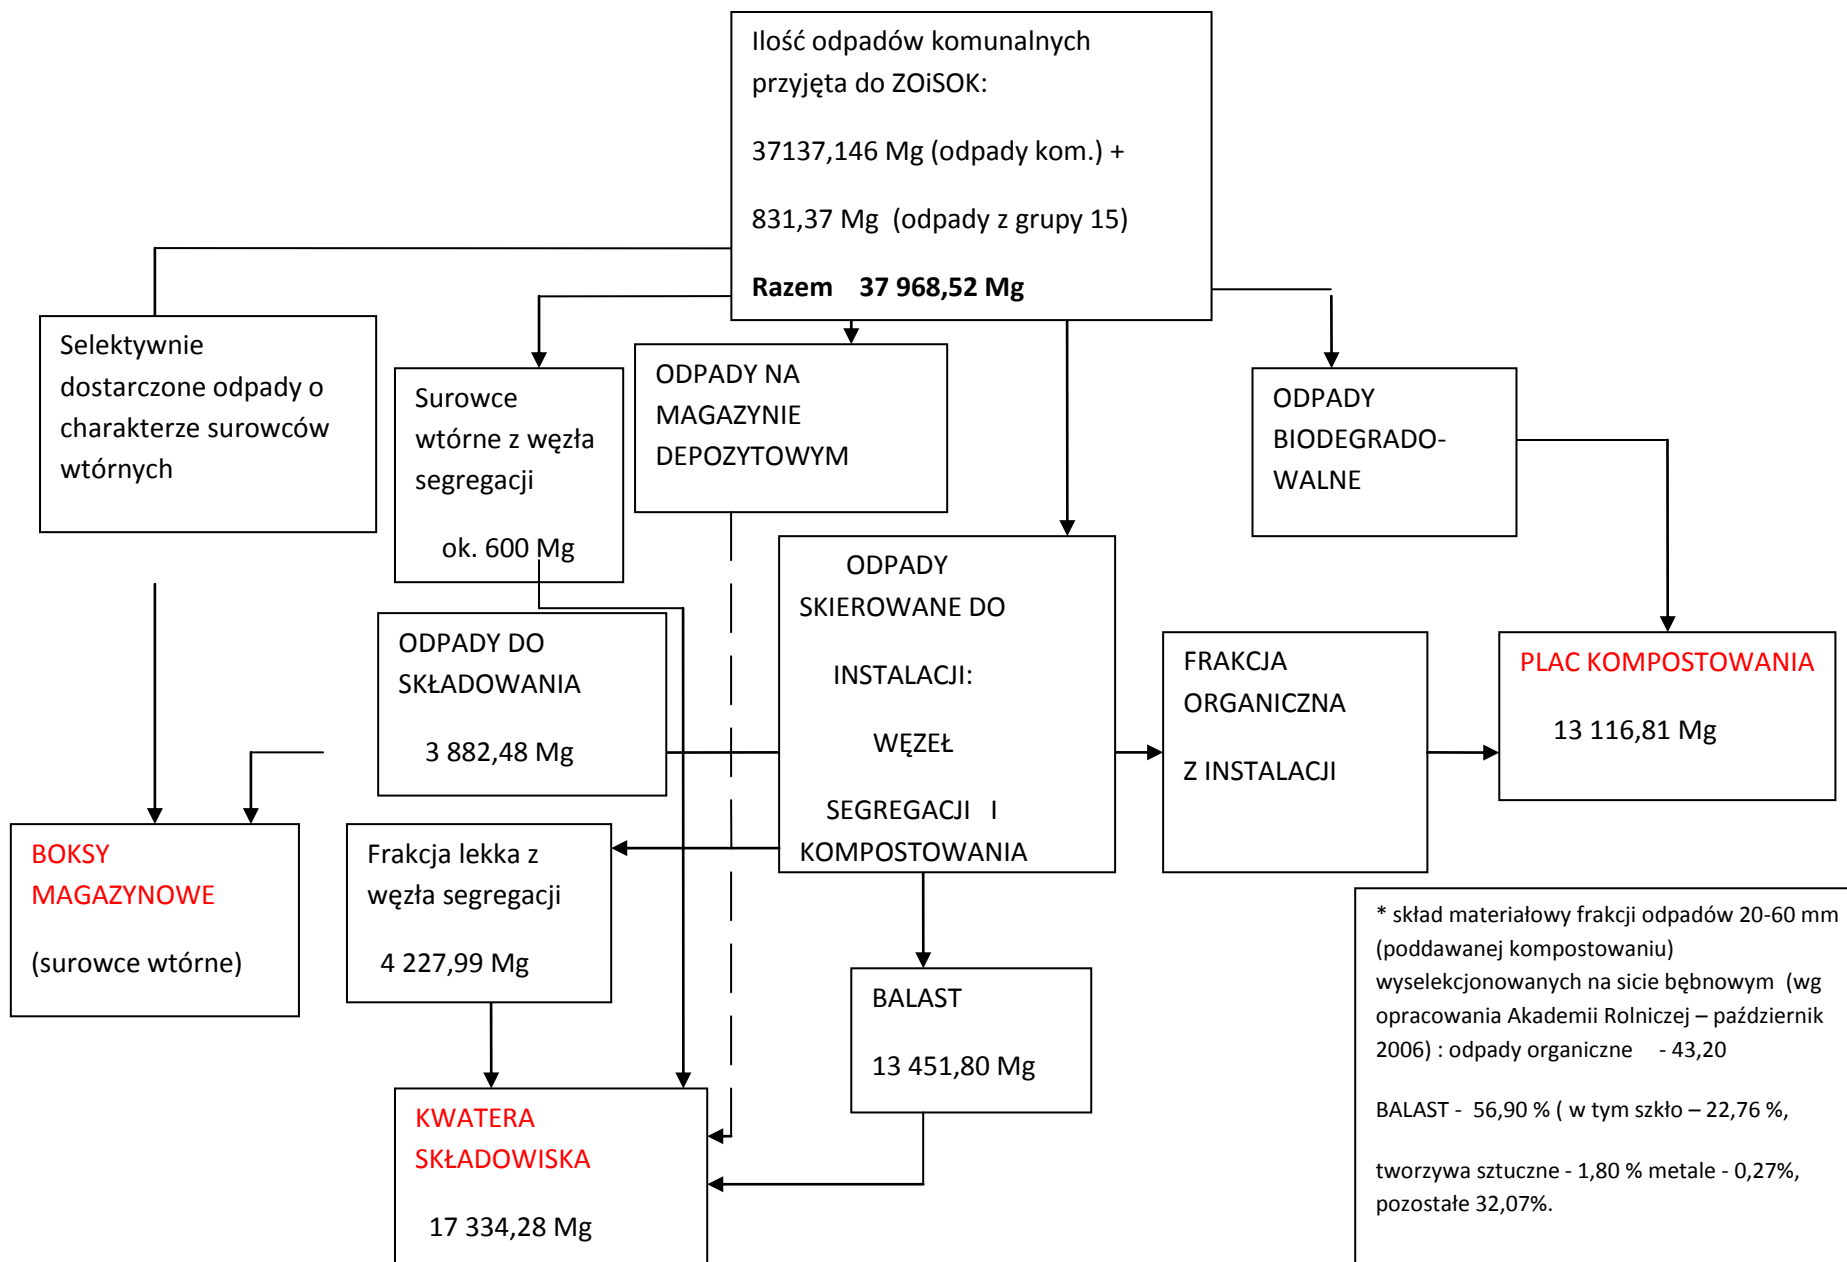 Ilość odpadów komunalnych
przyjęta do ZOiSOK:
37137,146 Mg (odpady kom.) +
831,37 Mg (odpady z grupy 15)
Razem 37 968,52 Mg
Selektywnie
dostarczone odpady o
charakterze surowców
wtórnych
Surowce
wtórne z węzła
segregacji
ok. 600 Mg
ODPADY NA
MAGAZYNIE
DEPOZYTOWYM
ODPADY
BIODEGRADO-
WALNE
ODPADY DO
SKŁADOWANIA
3 882,48 Mg
ODPADY
SKIEROWANE DO
INSTALACJI:
WĘZEŁ
SEGREGACJI I
KOMPOSTOWANIA
FRAKCJA
ORGANICZNA
Z INSTALACJI
PLAC KOMPOSTOWANIA
13 116,81 Mg
BOKSY
MAGAZYNOWE
(surowce wtórne)
Frakcja lekka z
węzła segregacji
4 227,99 Mg
BALAST
13 451,80 Mg
KWATERA
SKŁADOWISKA
17 334,28 Mg
* skład materiałowy frakcji odpadów 20-60 mm
(poddawanej kompostowaniu)
wyselekcjonowanych na sicie bębnowym (wg
opracowania Akademii Rolniczej – październik
2006) : odpady organiczne - 43,20
BALAST - 56,90 % ( w tym szkło – 22,76 %,
tworzywa sztuczne - 1,80 % metale - 0,27%,
pozostałe 32,07%.